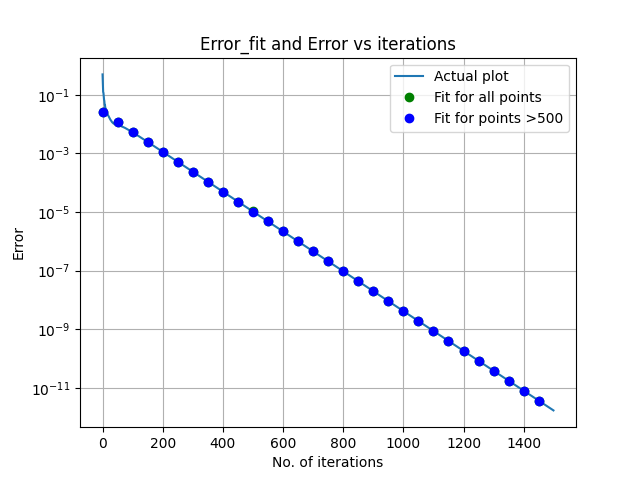 Error_fit and Error vs iterations
Actual plot
Fit for all points
Fit for points >500
Error
10⁻¹
10⁻³
10⁻⁵
10⁻⁷
10⁻⁹
10⁻¹¹
0 200 400 600 800 1000 1200 1400
No. of iterations